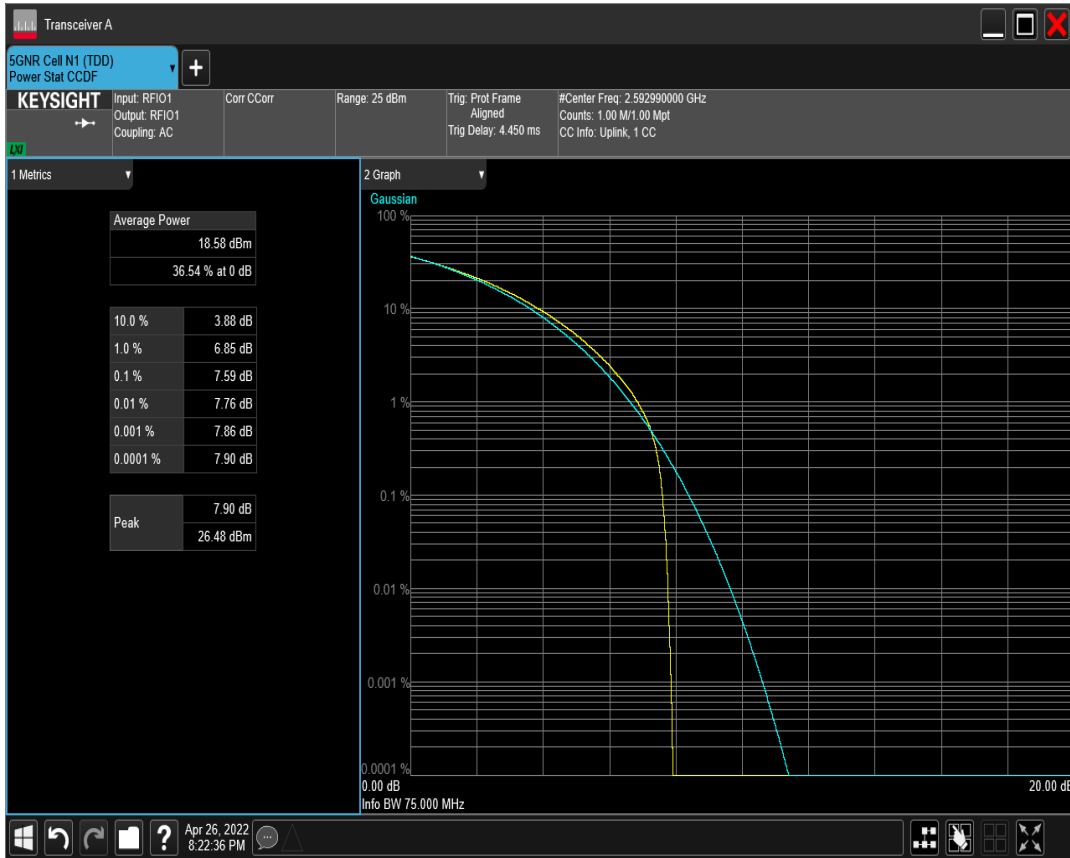 Transceiver A
5GNR Cell N1 (TDD)
Power Stat CCDF
+
KEYSIGHT
LXI
Input: RFIO1
Output: RFIO1
Coupling: AC
Corr CCorr
Range: 25 dBm
Trig: Prot Frame
Aligned
Trig Delay: 4.450 ms
#Center Freq: 2.592990000 GHz
Counts: 1.00 M/1.00 Mpt
CC Info: Uplink, 1 CC
1 Metrics
Average Power
18.58 dBm
36.54 % at 0 dB
10.0 % 3.88 dB
1.0 % 6.85 dB
0.1 % 7.59 dB
0.01 % 7.76 dB
0.001 % 7.86 dB
0.0001 % 7.90 dB
Peak
7.90 dB
26.48 dBm
2 Graph
Gaussian
100 %
10 %
1 %
0.1 %
0.01 %
0.001 %
0.0001 %
0.00 dB 20.00 dB
Info BW 75.000 MHz
?
Apr 26, 2022
8:22:36 PM